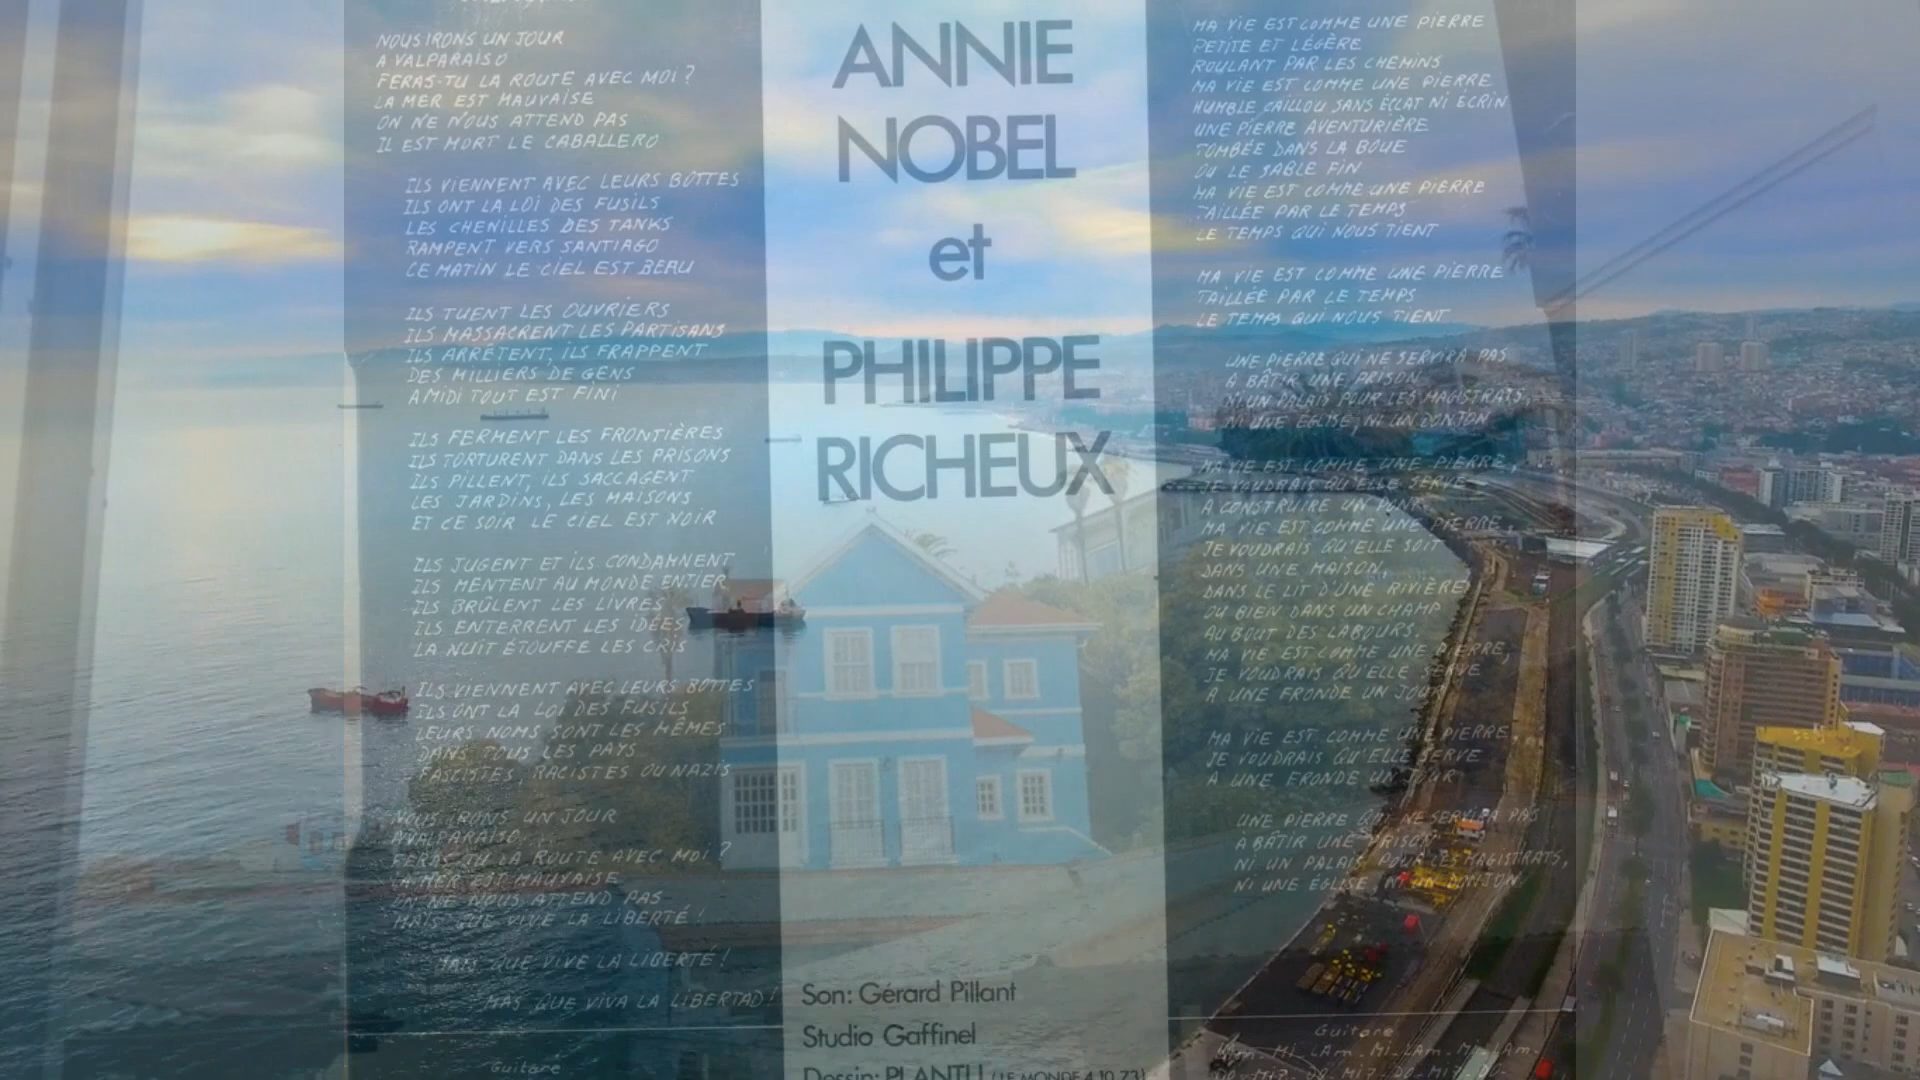 NOUS IRONS UN JOUR
A VALPARAISO
FERAS-TU LA ROUTE AVEC MOI ?
LA MER EST MAUVAISE
ON NE NOUS ATTEND PAS
IL EST MORT LE CABALLERO
ILS VIENNENT AVEC LEURS BOTTES
ILS ONT LA LOI DES FUSILS
LES CHENILLES DES TANKS
RAMPENT VERS SANTIAGO
CE MATIN LE CIEL EST BEAU
ILS TUENT LES OUVRIERS
ILS MASSACRENT LES PARTISANS
ILS ARRÊTENT, ILS FRAPPENT
DES MILLIERS DE GENS
A MIDI TOUT EST FINI
ILS FERMENT LES FRONTIÈRES
ILS TORTURENT DANS LES PRISONS
ILS PILLENT, ILS SACCAGENT
LES JARDINS, LES MAISONS
ET CE SOIR LE CIEL EST NOIR
ILS JUGENT ET ILS CONDAMNENT
ILS MENTENT AU MONDE ENTIER
ILS BRÛLENT LES LIVRES
ILS ENTERRENT LES IDÉES
LA NUIT ÉTOUFFE LES CRIS
ILS VIENNENT AVEC LEURS BOTTES
ILS ONT LA LOI DES FUSILS
LEURS NOMS SONT LES MÊMES
DANS TOUS LES PAYS
FASCISTES, RACISTES OU NAZIS
NOUS IRONS UN JOUR
A VALPARAISO
FERAS-TU LA ROUTE AVEC MOI ?
LA MER EST MAUVAISE
ON NE NOUS ATTEND PAS
MAIS QUE VIVE LA LIBERTÉ !
MAIS QUE VIVE LA LIBERTÉ !
MAS QUE VIVA LA LIBERTAD !
Guitare
ANNIE
NOBEL
et
PHILIPPE
RICHEUX
Son: Gérard Pillant
Studio Gaffinel
Dessin: PLANTU (LE MONDE 4.10.73)
MA VIE EST COMME UNE PIERRE
PETITE ET LÉGÈRE
ROULANT PAR LES CHEMINS
MA VIE EST COMME UNE PIERRE
HUMBLE CAILLOU SANS ÉCLAT NI ÉCRIN
UNE PIERRE AVENTURIÈRE
TOMBÉE DANS LA BOUE
OU LE SABLE FIN
MA VIE EST COMME UNE PIERRE
TAILLÉE PAR LE TEMPS
LE TEMPS QUI NOUS TIENT
MA VIE EST COMME UNE PIERRE
TAILLÉE PAR LE TEMPS
LE TEMPS QUI NOUS TIENT
UNE PIERRE QUI NE SERVIRA PAS
A BÂTIR UNE PRISON
NI UN PALAIS POUR LES MAGISTRATS,
NI UNE ÉGLISE, NI UN DONJON
MA VIE EST COMME UNE PIERRE,
JE VOUDRAIS QU'ELLE SERVE
A CONSTRUIRE UN
MA VIE EST COMME UNE PIERRE,
JE VOUDRAIS QU'ELLE SOIT
DANS UNE MAISON,
DANS LE LIT D'UNE RIVIÈRE
OU BIEN DANS UN CHAMP
AU BOUT DES LABOURS.
MA VIE EST COMME UNE PIERRE,
JE VOUDRAIS QU'ELLE SERVE
A UNE FRONDE UN JOUR
MA VIE EST COMME UNE PIERRE,
JE VOUDRAIS QU'ELLE SERVE
A UNE FRONDE UN JOUR
UNE PIERRE QUI NE SERVIRA PAS
A BÂTIR UNE PRISON
NI UN PALAIS POUR LES MAGISTRATS,
NI UNE ÉGLISE, NI UN DONJON
Guitare